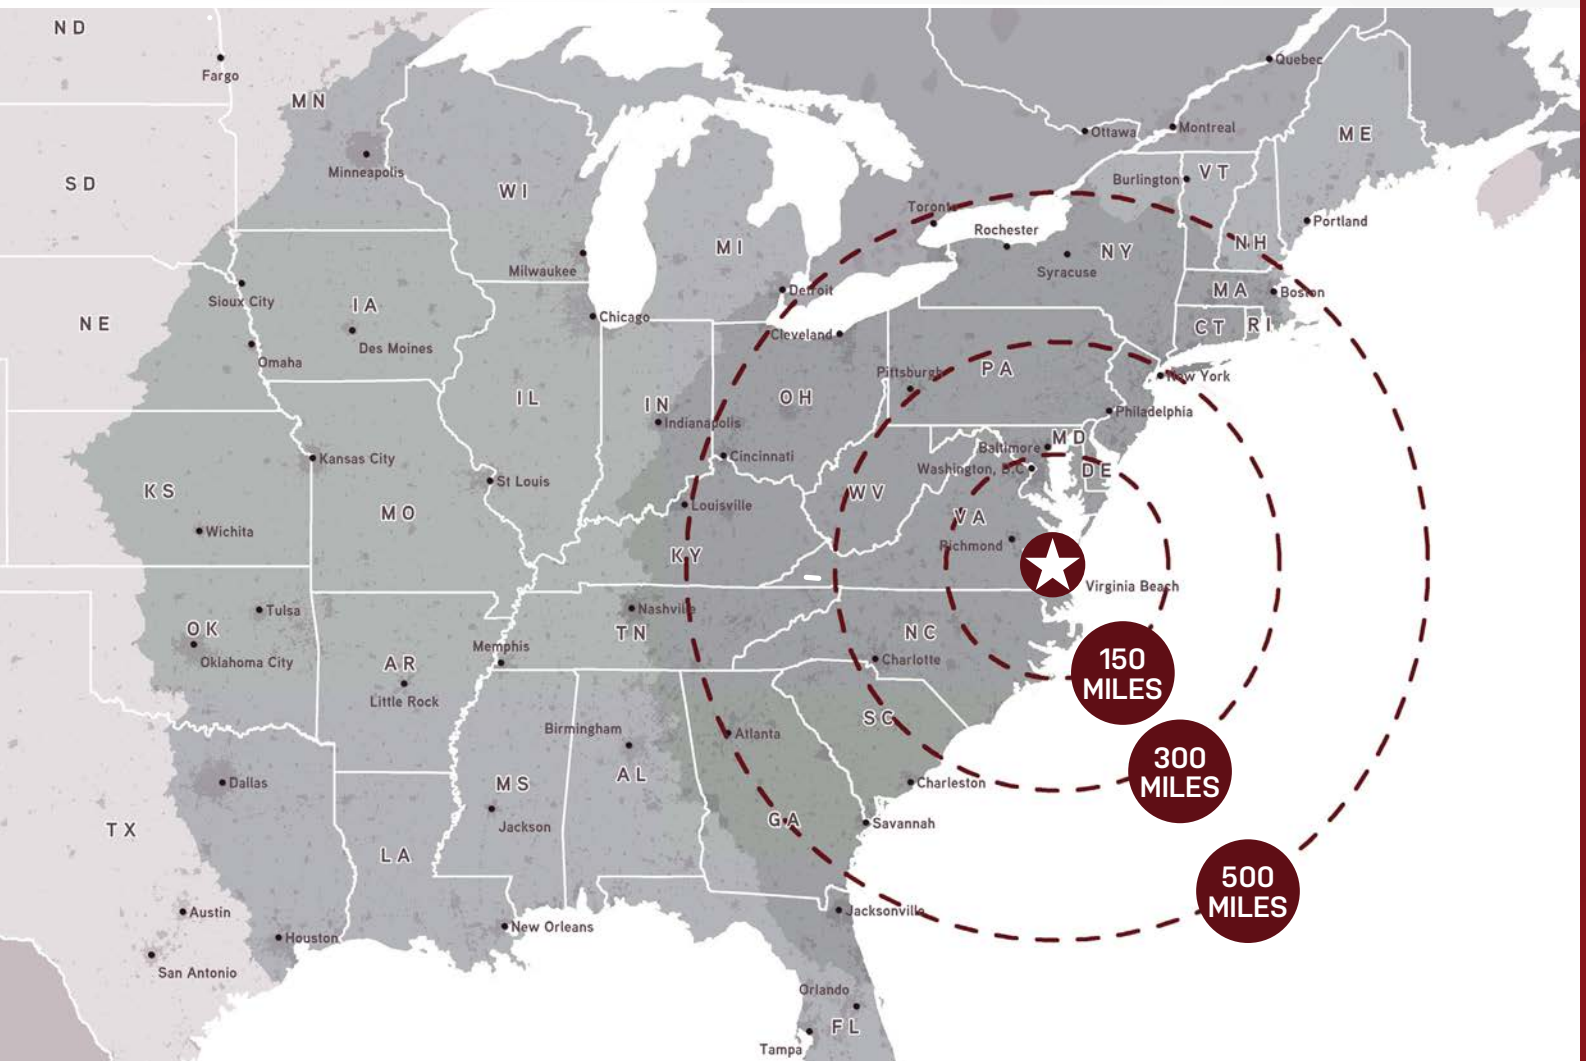 ND
Fargo
MN
Minneapolis
SD
WI
MI
Quebec
Ottawa
Montreal
ME
VT
Burlington
Portland
Toronto
Rochester
NY
NH
Syracuse
Milwaukee
Sioux City
IA
Detroit
MA
Boston
NE
Chicago
Des Moines
Cleveland
CT
RI
Omaha
Pittsburgh
PA
New York
IL
IN
OH
Philadelphia
Indianapolis
Cincinnati
Kansas City
Baltimore
MD
Washington, D.C.
DE
KS
St Louis
WV
MO
Louisville
VA
Wichita
Richmond
KY
Virginia Beach
Tulsa
Nashville
OK
TN
NC
Oklahoma City
Memphis
Charlotte
AR
Little Rock
150
MILES
SC
Birmingham
Atlanta
300
MILES
Dallas
MS
AL
Charleston
TX
Jackson
GA
Savannah
LA
500
MILES
Austin
Jacksonville
Houston
New Orleans
San Antonio
Orlando
FL
Tampa